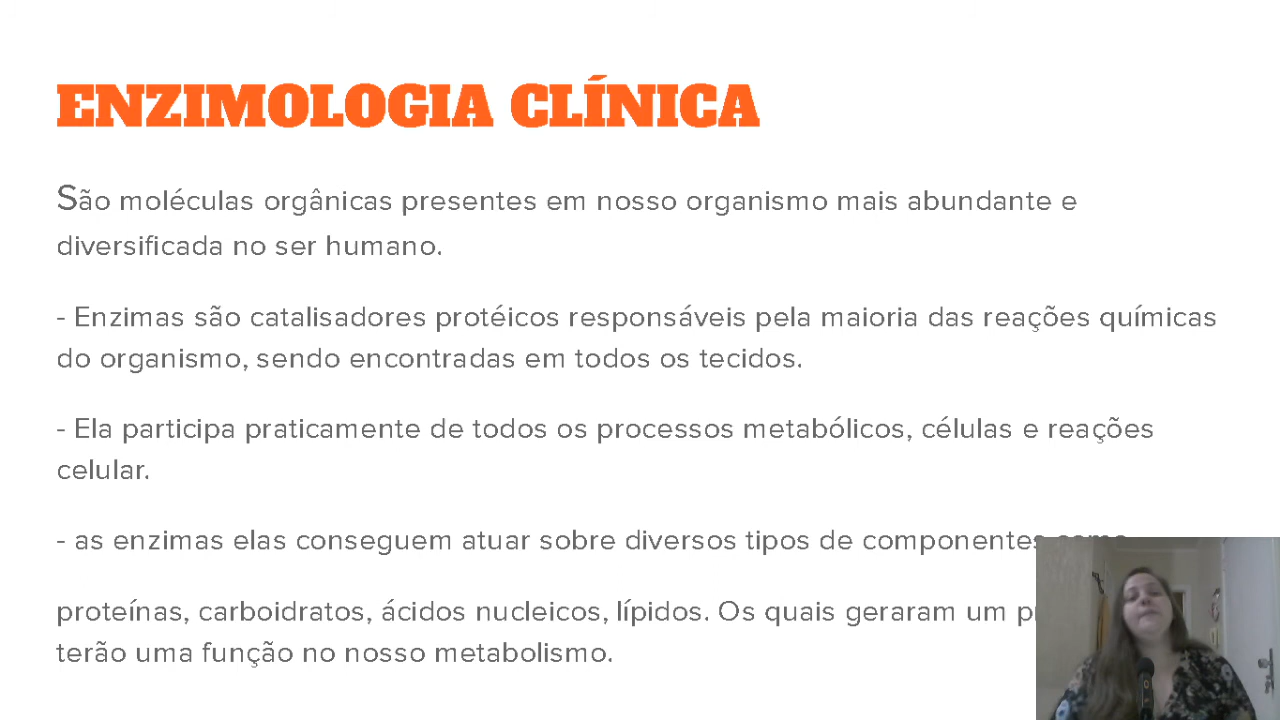 ENZIMOLOGIA CLÍNICA
São moléculas orgânicas presentes em nosso organismo mais abundante e
diversificada no ser humano.
- Enzimas são catalisadores protéicos responsáveis pela maioria das reações químicas
do organismo, sendo encontradas em todos os tecidos.
- Ela participa praticamente de todos os processos metabólicos, células e reações
celular.
- as enzimas elas conseguem atuar sobre diversos tipos de componentes como
proteínas, carboidratos, ácidos nucleicos, lípidos. Os quais geraram um
terão uma função no nosso metabolismo.